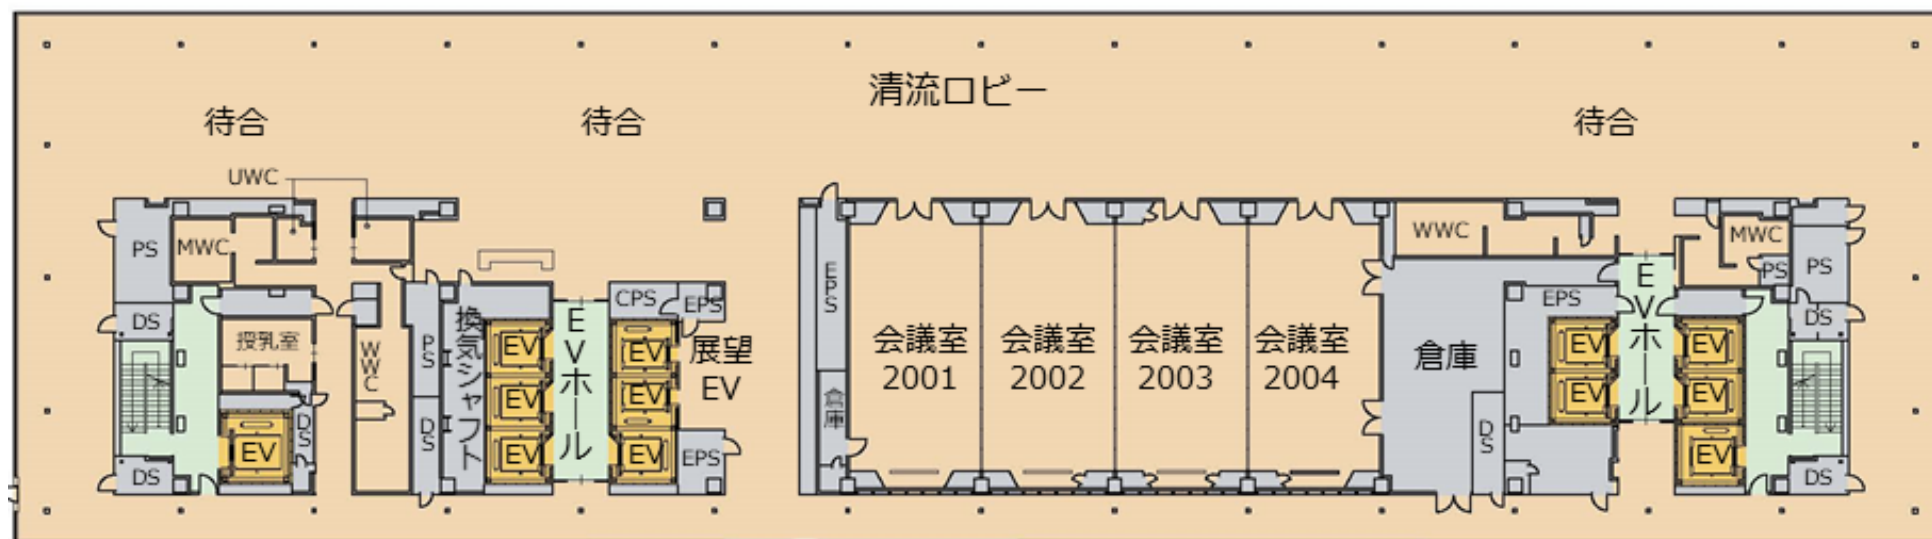 清流ロビー
待合
待合
待合
UWC
PS
MWC
DS
授乳室
DS
EV
DS
WWC
PS
DS
換気シャフト
EV
EV
EV
EVホール
CPS
EPS
EV
EV
EV
展望
EV
EPS
EPS
倉庫
会議室
2001
会議室
2002
会議室
2003
会議室
2004
WWC
倉庫
DS
EPS
EV
EV
EVホール
EV
EV
EV
MWC
PS
PS
DS
DS